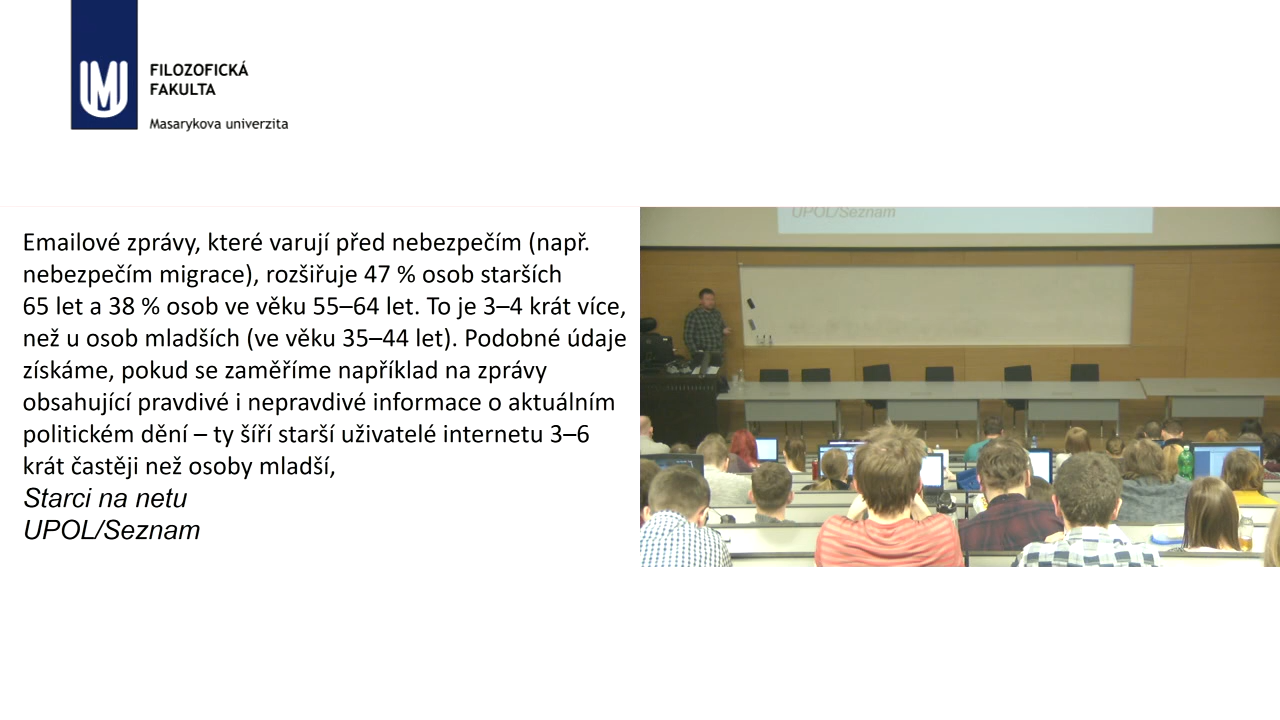 FILOZOFICKÁ
FAKULTA
Masarykova univerzita
Emailové zprávy, které varují před nebezpečím (např.
nebezpečím migrace), rozšiřuje 47 % osob starších
65 let a 38 % osob ve věku 55–64 let. To je 3–4 krát více,
než u osob mladších (ve věku 35–44 let). Podobné údaje
získáme, pokud se zaměříme například na zprávy
obsahující pravdivé i nepravdivé informace o aktuálním
politickém dění – ty šíří starší uživatelé internetu 3–6
krát častěji než osoby mladší,
Starci na netu
UPOL/Seznam
UPOL/Seznam